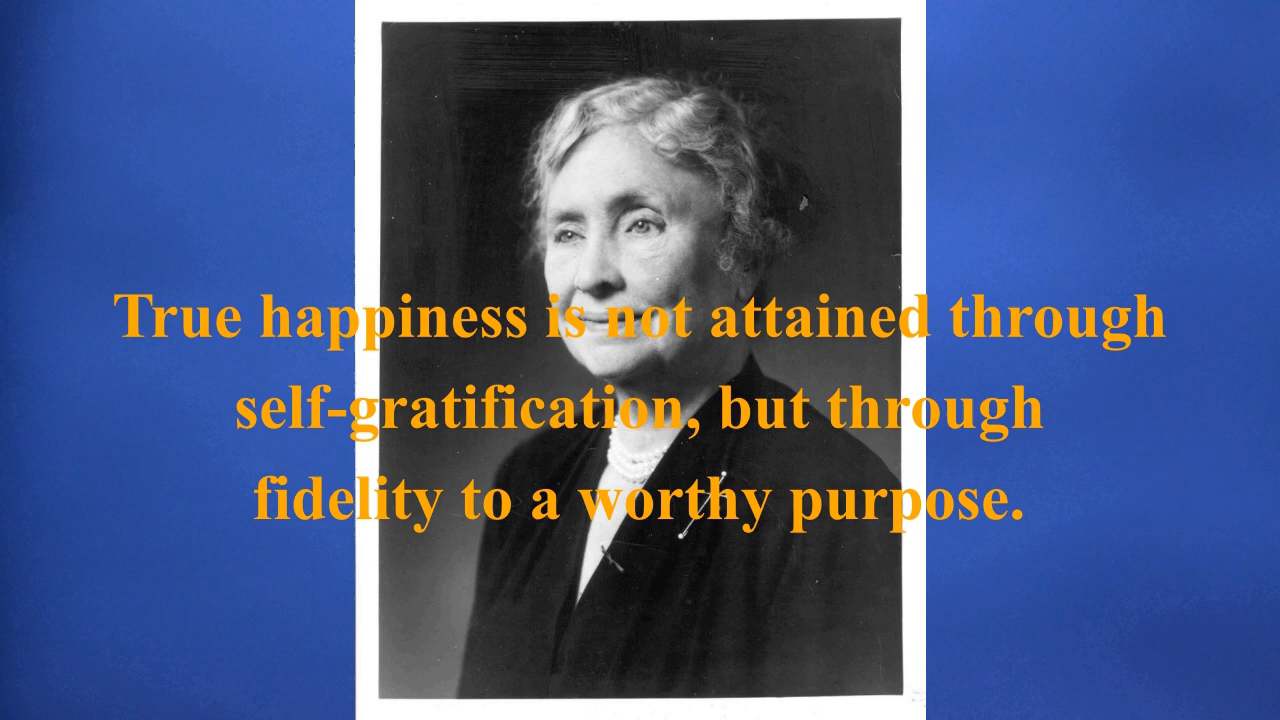 True happiness is not attained through
self-gratification, but through
fidelity to a worthy purpose.